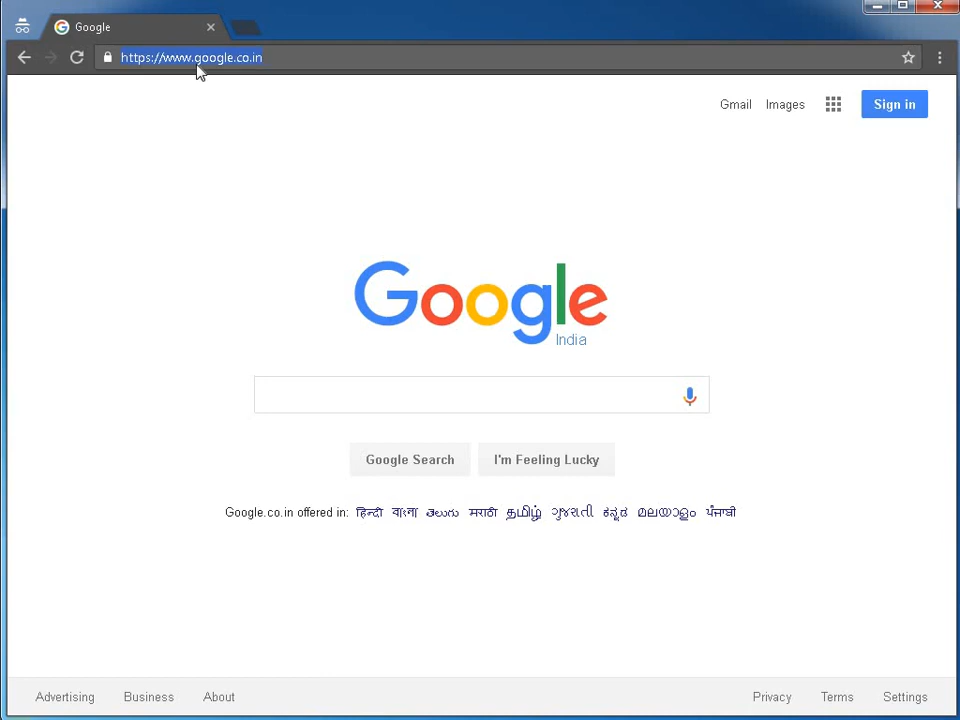 Google
https://www.google.co.in
Gmail Images Sign in
Google
India
Google Search I'm Feeling Lucky
Google.co.in offered in: हिन्दी বাংলা తెలుగు मराठी தமிழ் ગુજરાતી ಕನ್ನಡ മലയാളം ਪੰਜਾਬੀ
Advertising Business About Privacy Terms Settings